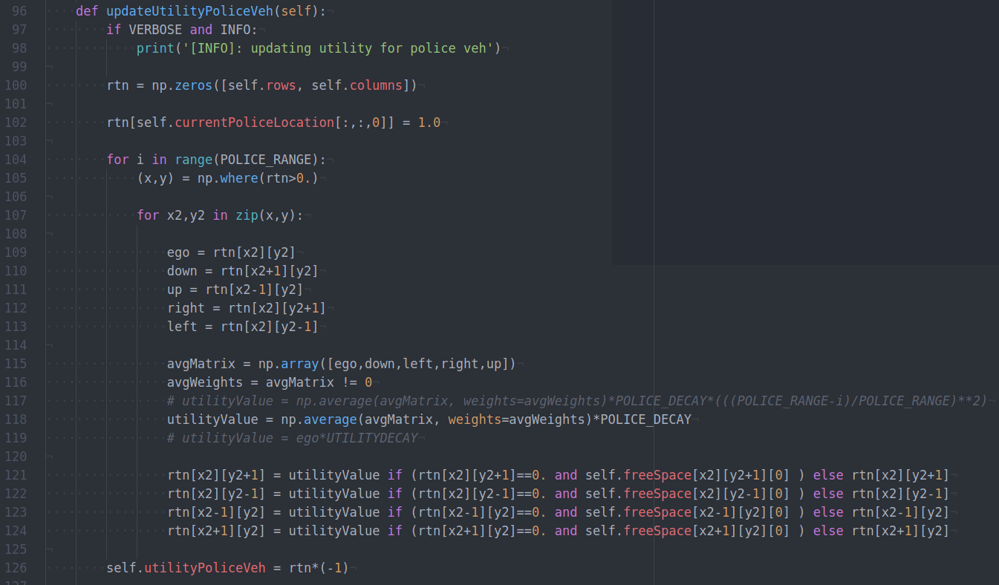 96 def updateUtilityPoliceVeh(self):
97 if VERBOSE and INFO:
98 print('[INFO]: updating utility for police veh')
99
100 rtn = np.zeros([self.rows, self.columns])
101
102 rtn[self.currentPoliceLocation[:,:,0]] = 1.0
103
104 for i in range(POLICE_RANGE):
105 (x,y) = np.where(rtn>0.)
106
107 for x2,y2 in zip(x,y):
108
109 ego = rtn[x2][y2]
110 down = rtn[x2+1][y2]
111 up = rtn[x2-1][y2]
112 right = rtn[x2][y2+1]
113 left = rtn[x2][y2-1]
114
115 avgMatrix = np.array([ego,down,left,right,up])
116 avgWeights = avgMatrix != 0
117 # utilityValue = np.average(avgMatrix, weights=avgWeights)*POLICE_DECAY*(((POLICE_RANGE-i)/POLICE_RANGE)**2)
118 utilityValue = np.average(avgMatrix, weights=avgWeights)*POLICE_DECAY
119 # utilityValue = ego*UTILITYDECAY
120
121 rtn[x2][y2+1] = utilityValue if (rtn[x2][y2+1]==0. and self.freeSpace[x2][y2+1][0] ) else rtn[x2][y2+1]
122 rtn[x2][y2-1] = utilityValue if (rtn[x2][y2-1]==0. and self.freeSpace[x2][y2-1][0] ) else rtn[x2][y2-1]
123 rtn[x2-1][y2] = utilityValue if (rtn[x2-1][y2]==0. and self.freeSpace[x2-1][y2][0] ) else rtn[x2-1][y2]
124 rtn[x2+1][y2] = utilityValue if (rtn[x2+1][y2]==0. and self.freeSpace[x2+1][y2][0] ) else rtn[x2+1][y2]
125
126 self.utilityPoliceVeh = rtn*(-1)
127